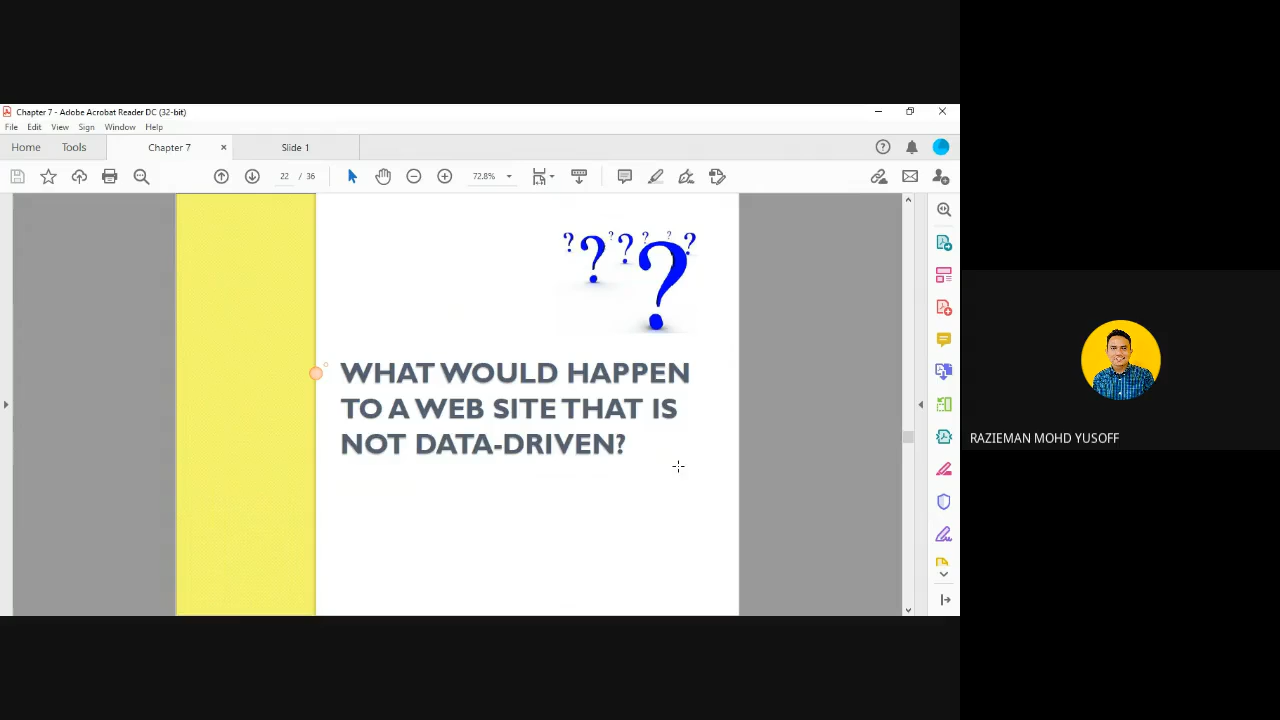 Chapter 7 - Adobe Acrobat Reader DC (32-bit)
File Edit View Sign Window Help
Home Tools Chapter 7 × Slide 1
22 / 36 72.8%
? ? ? ? ? ? ? ?
WHAT WOULD HAPPEN
TO A WEB SITE THAT IS
NOT DATA-DRIVEN?
RAZIEMAN MOHD YUSOFF